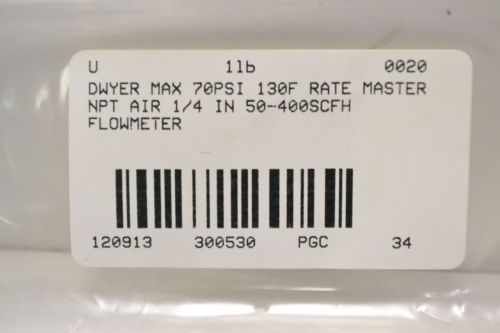 U 1lb 0020
DWYER MAX 70PSI 130F RATE MASTER
NPT AIR 1/4 IN 50-400SCFH
FLOWMETER
120913 300530 PGC 34